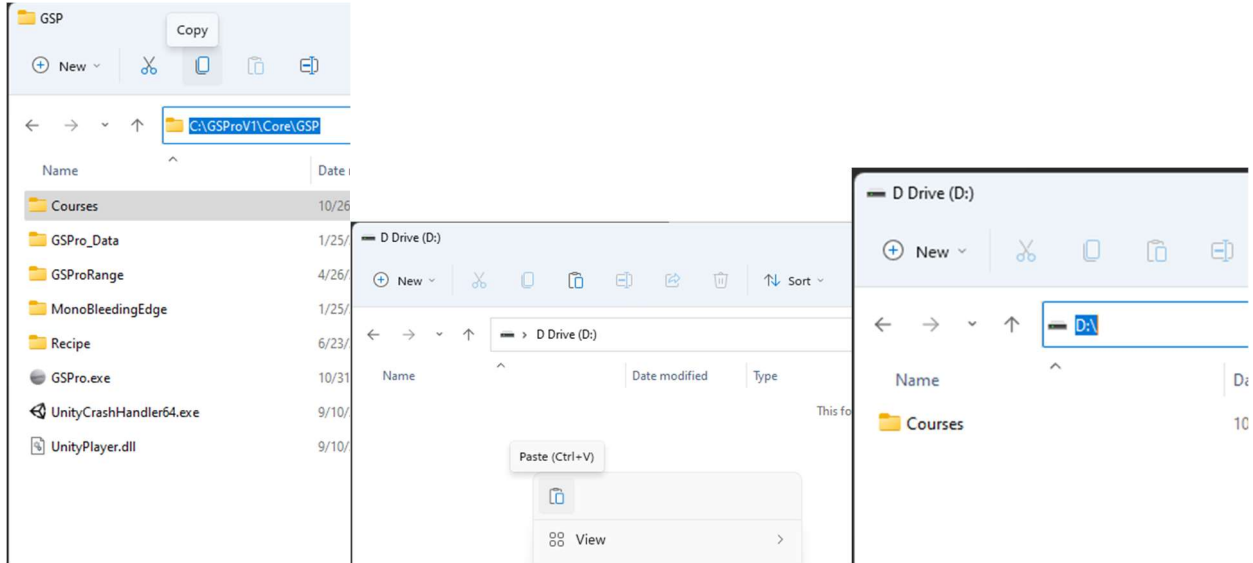 GSP
Copy
New
C:\GSProV1\Core\GSP
Name
Courses
10/26
GSPro_Data
1/25/
GSProRange
4/26/
MonoBleedingEdge
1/25/
Recipe
6/23/
GSPro.exe
10/31
UnityCrashHandler64.exe
9/10/
UnityPlayer.dll
9/10/
D Drive (D:)
New
Sort
D Drive (D:)
Name
Date modified
Type
This fo
Paste (Ctrl+V)
View
D Drive (D:)
New
D:\
Name
Courses
10